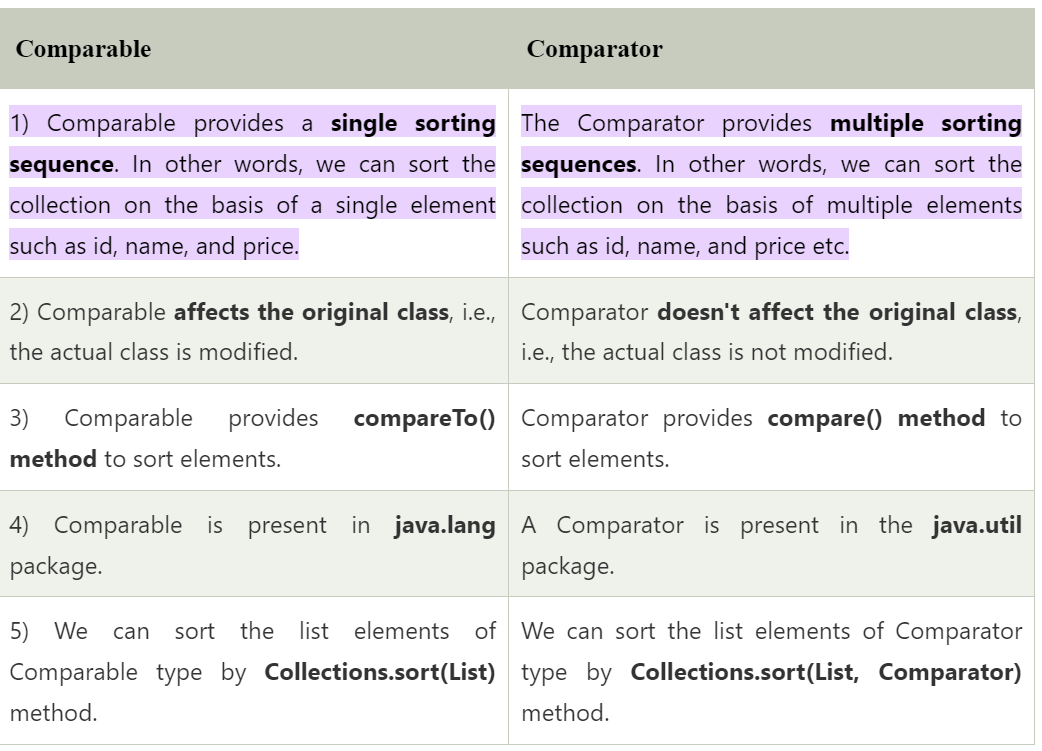 Comparable
Comparator
1) Comparable provides a single sorting
sequence. In other words, we can sort the
collection on the basis of a single element
such as id, name, and price.
The Comparator provides multiple sorting
sequences. In other words, we can sort the
collection on the basis of multiple elements
such as id, name, and price etc.
2) Comparable affects the original class, i.e.,
the actual class is modified.
Comparator doesn't affect the original class,
i.e., the actual class is not modified.
3) Comparable provides compareTo()
method to sort elements.
Comparator provides compare() method to
sort elements.
4) Comparable is present in java.lang
package.
A Comparator is present in the java.util
package.
5) We can sort the list elements of
Comparable type by Collections.sort(List)
method.
We can sort the list elements of Comparator
type by Collections.sort(List, Comparator)
method.